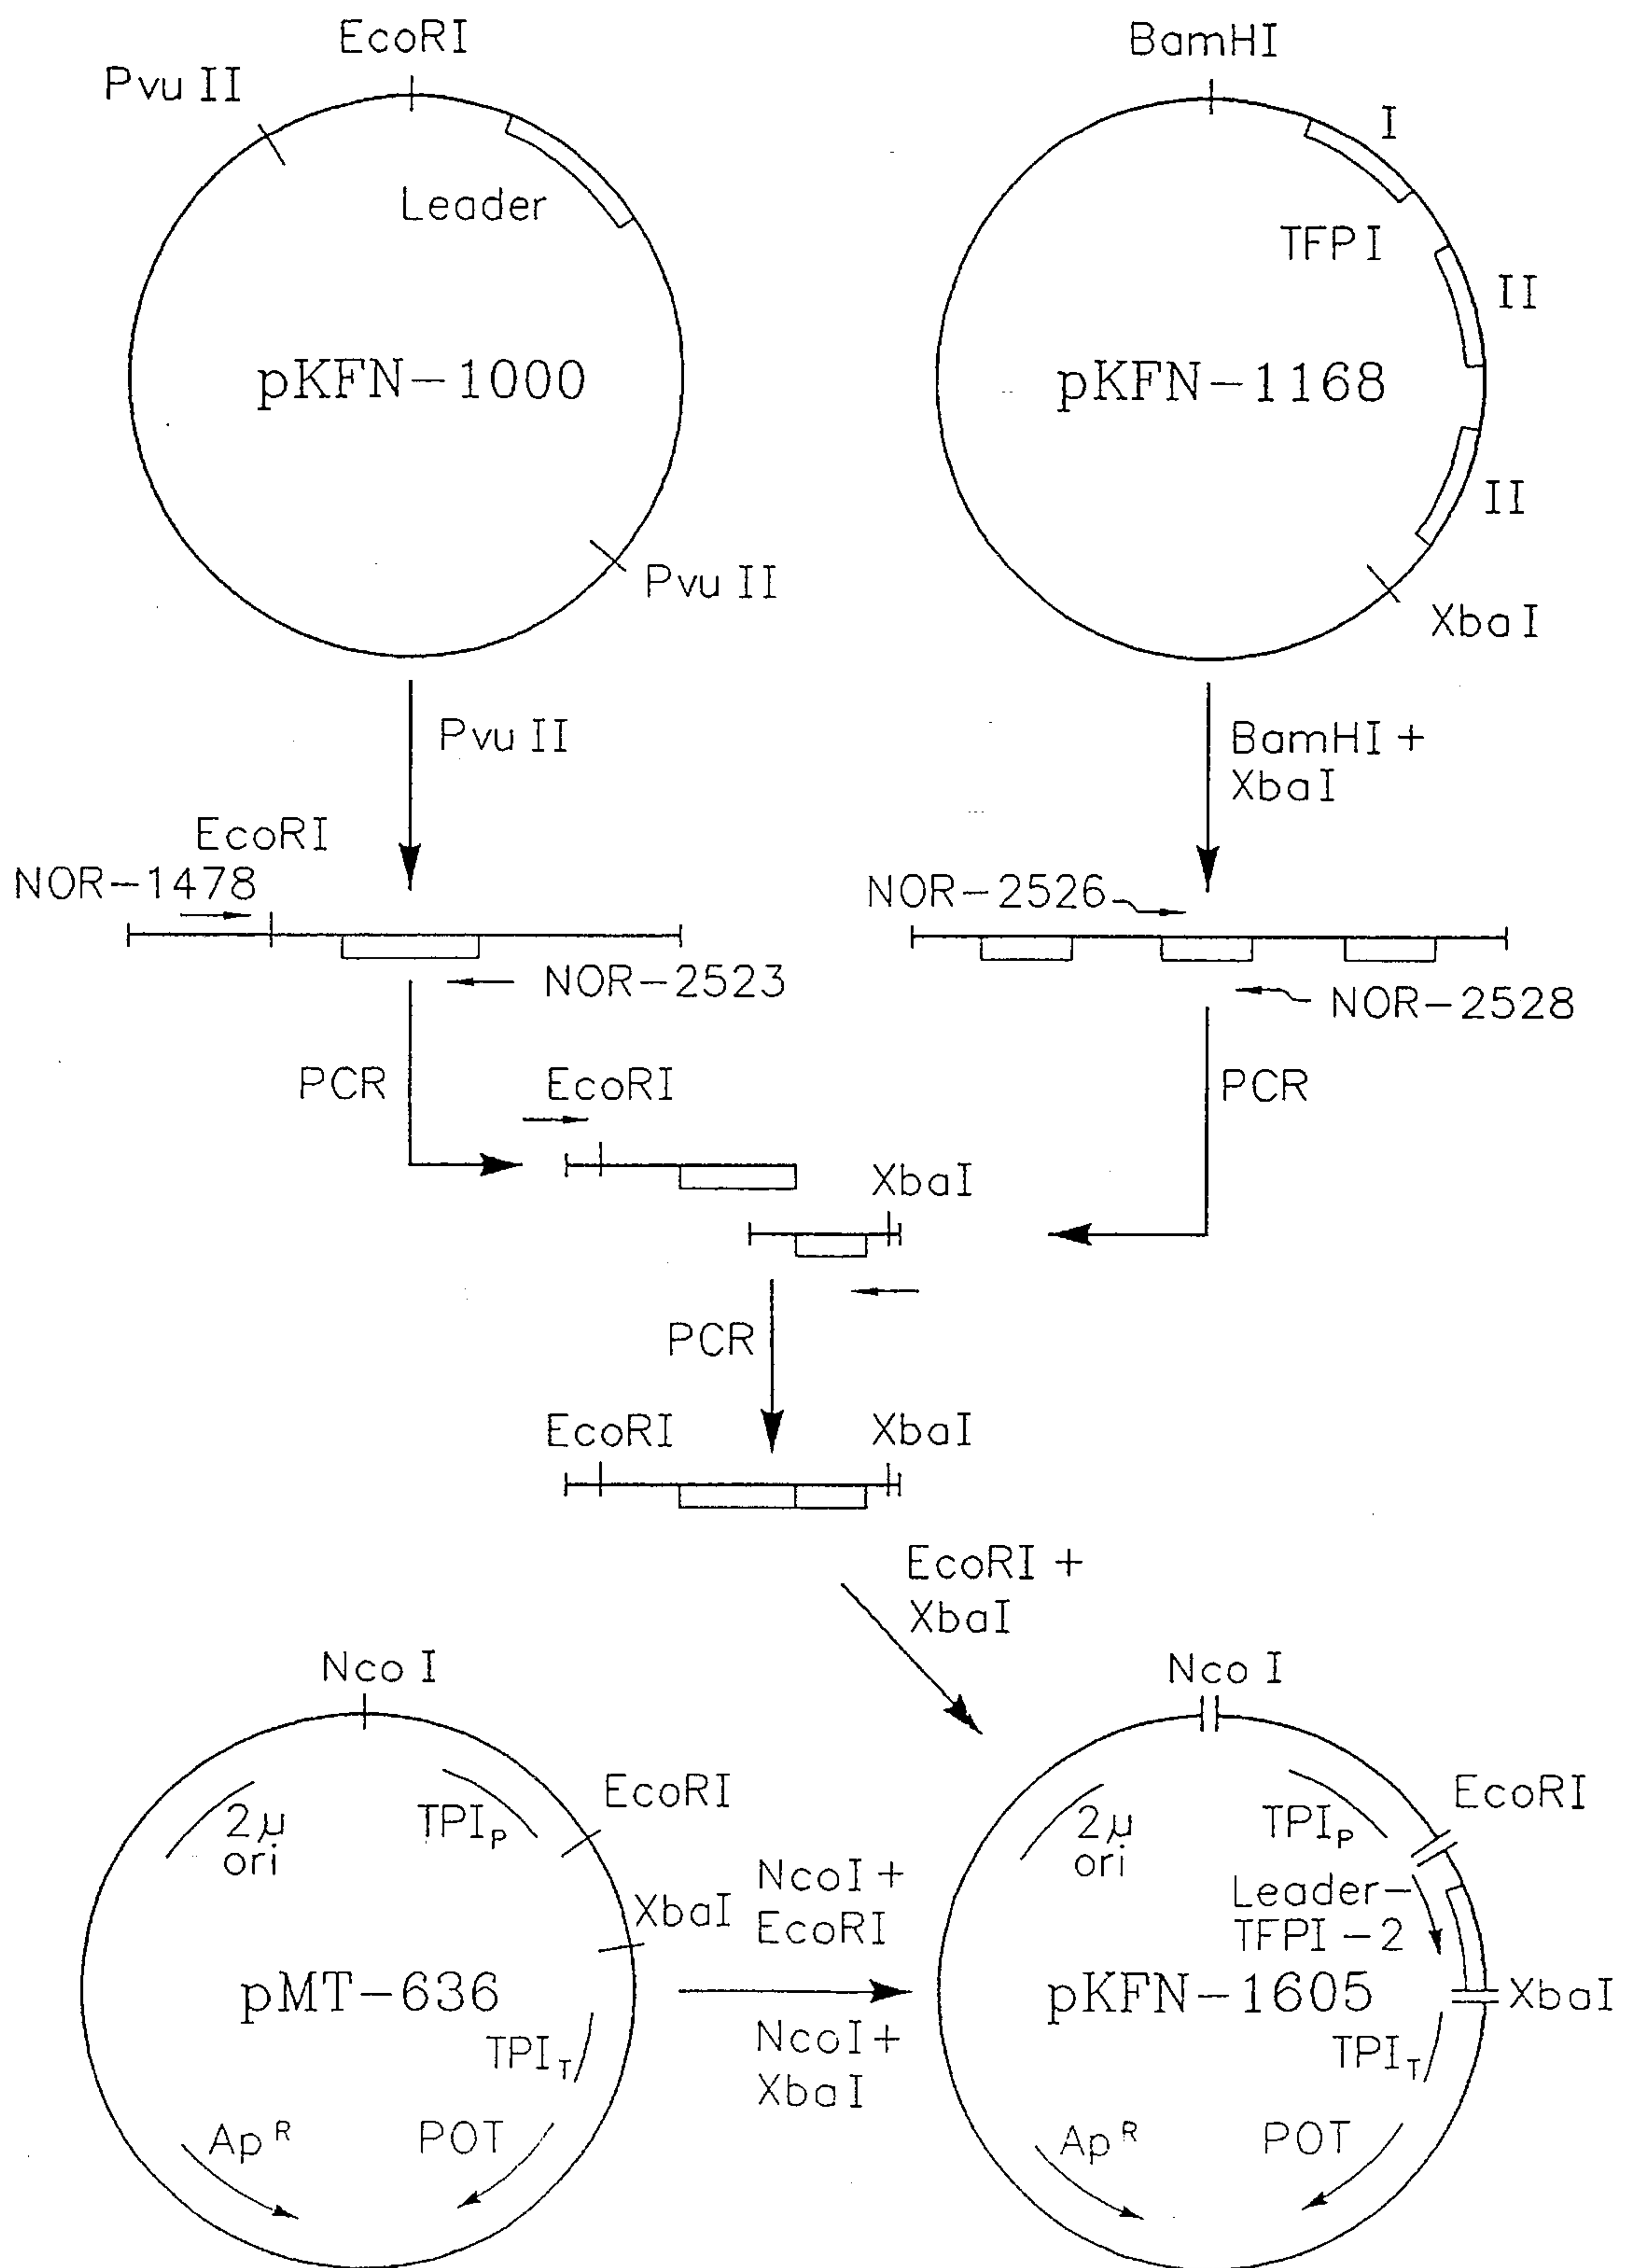 EcoRI
Pvu II
Leader
pKFN-1000
Pvu II
BamHI
I
TFPI
II
pKFN-1168
II
XbaI
Pvu II
BamHI +
XbaI
EcoRI
NOR-1478
NOR-2523
NOR-2526
NOR-2528
PCR
EcoRI
PCR
XbaI
PCR
EcoRI
XbaI
EcoRI +
XbaI
Nco I
2μ
ori
TPIP
EcoRI
XbaI
pMT-636
TPIT
ApR
POT
NcoI +
EcoRI
NcoI+
XbaI
Nco I
2μ
ori
TPIP
EcoRI
Leader-
TFPI-2
pKFN-1605
XbaI
TPIT
ApR
POT